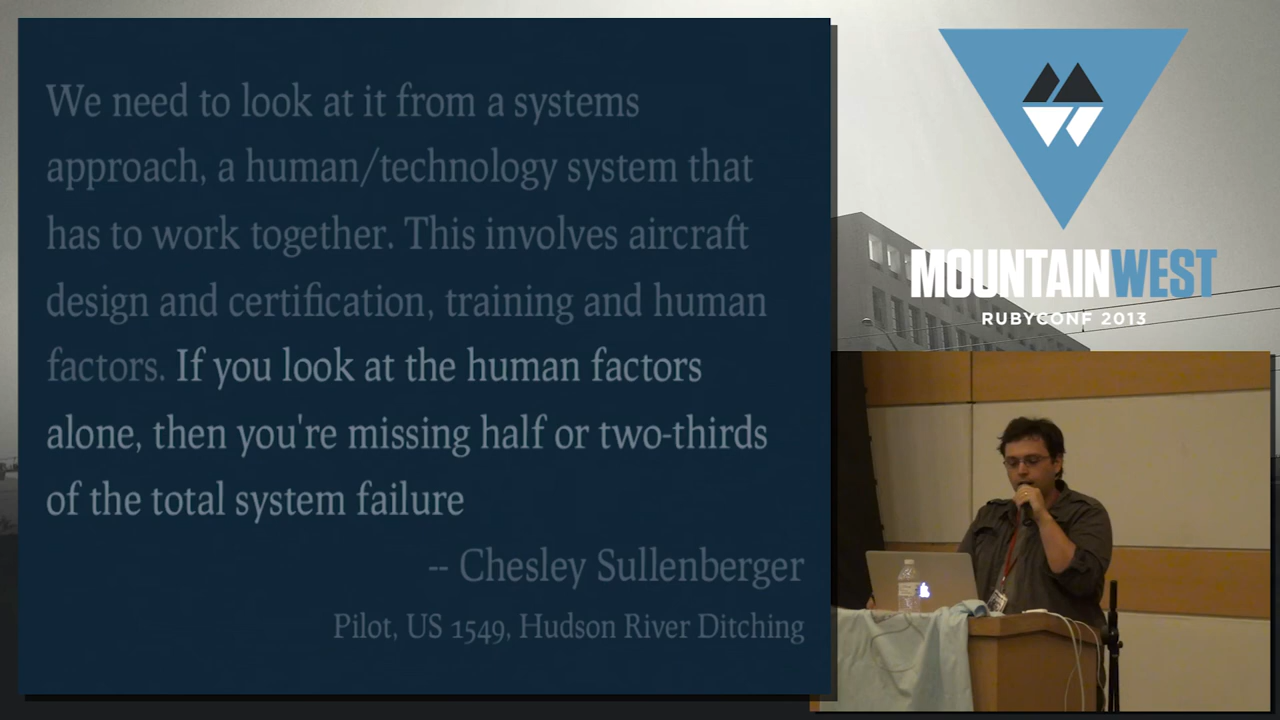 We need to look at it from a systems
approach, a human/technology system that
has to work together. This involves aircraft
design and certification, training and human
factors. If you look at the human factors
alone, then you're missing half or two-thirds
of the total system failure
-- Chesley Sullenberger
Pilot, US 1549, Hudson River Ditching
MOUNTAINWEST
RUBYCONF 2013